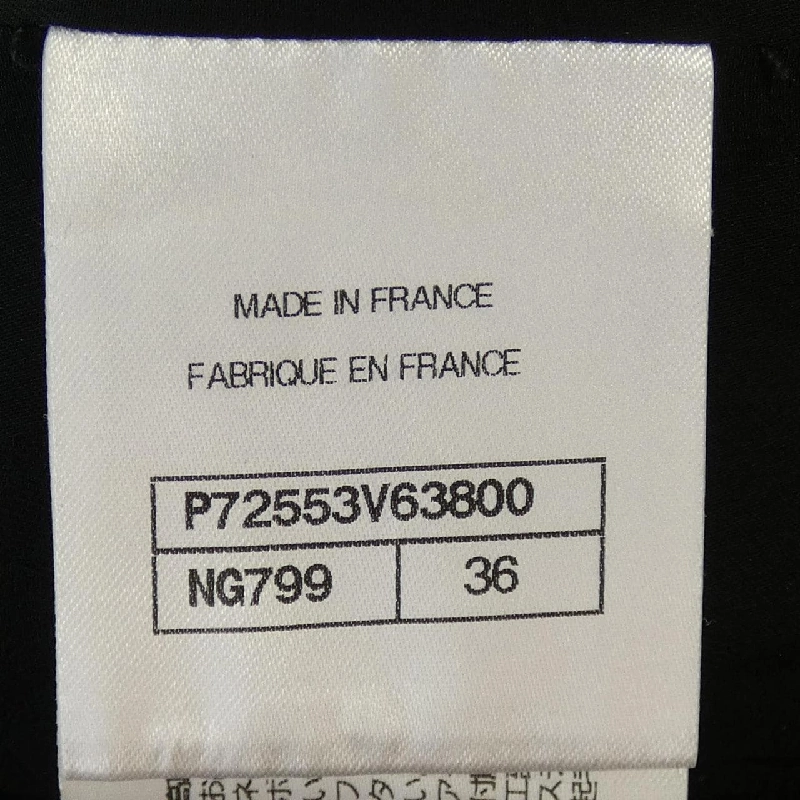 MADE IN FRANCE
FABRIQUE EN FRANCE
P72553V63800
NG799 36